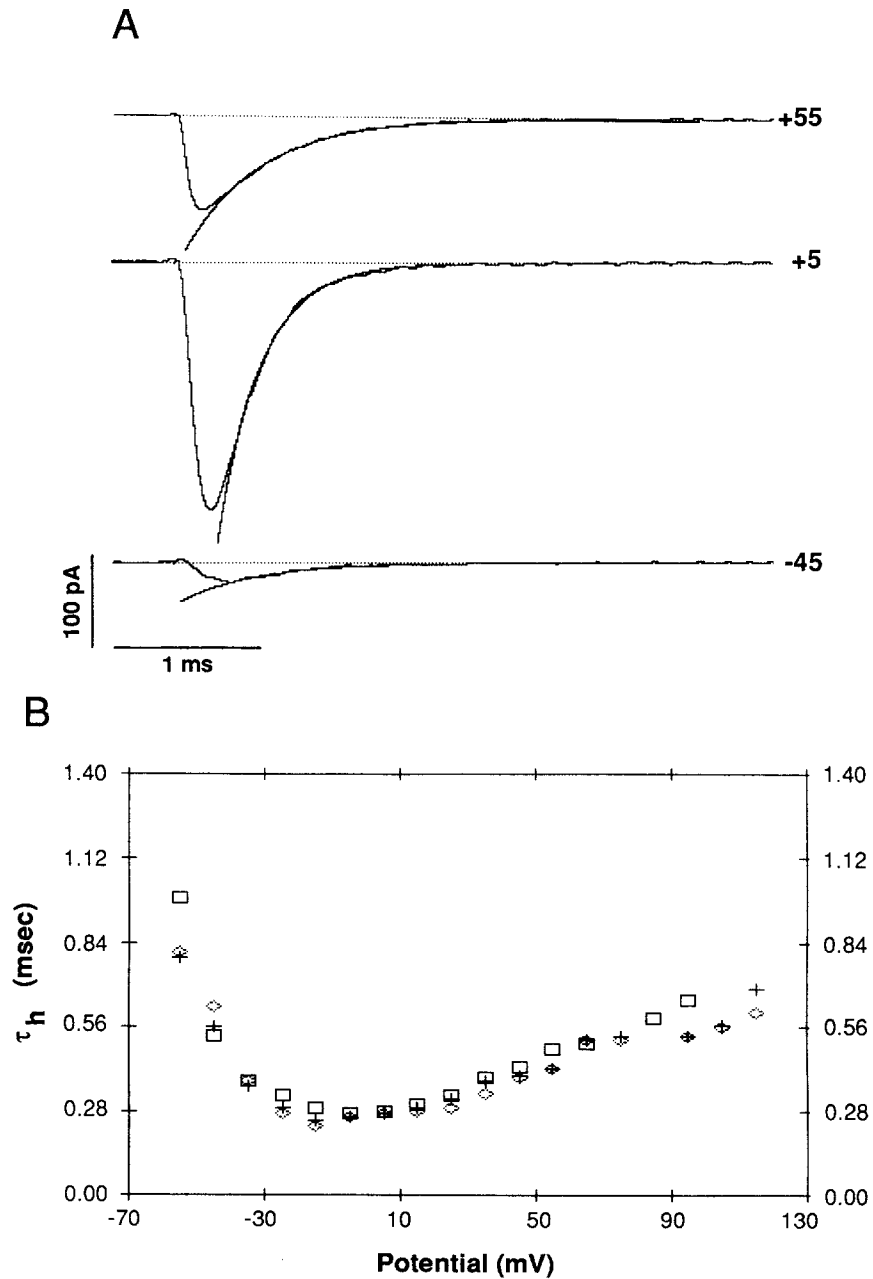 A
+55
+5
-45
100 pA
1 ms
B
1.40 1.40
1.12 1.12
0.84 0.84
0.56 0.56
0.28 0.28
0.00 0.00
τh (msec)
-70 -30 10 50 90 130
Potential (mV)